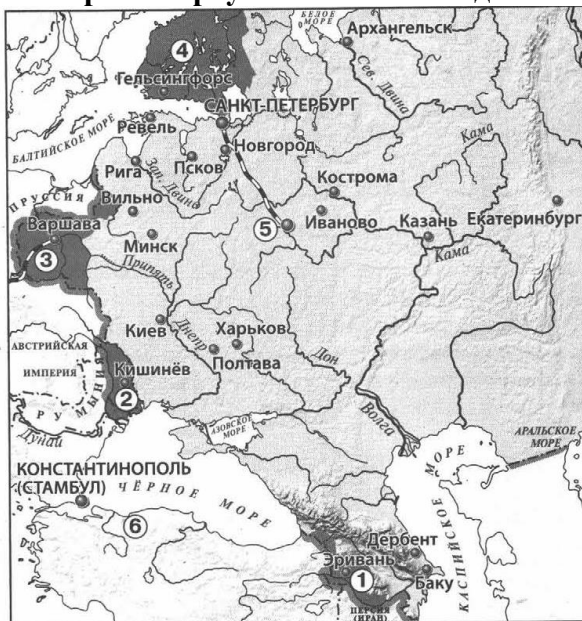 БЕЛОЕ
МОРЕ
Архангельск
4
Гельсингфорс
Сев. Двина
САНКТ-ПЕТЕРБУРГ
Ревель
Новгород
БАЛТИЙСКОЕ МОРЕ
Псков
Рига
Зап. Двина
Кама
Кострома
ПРУССИЯ
Вильно
5
Иваново
Казань
Екатеринбург
Варшава
Минск
Кама
3
Припять
Киев
Харьков
АВСТРИЙСКАЯ
ИМПЕРИЯ
Днепр
Полтава
Дон
Кишинёв
РУМЫНИЯ
2
Волга
Дунай
АЗОВСКОЕ
МОРЕ
АРАЛЬСКОЕ
МОРЕ
КОНСТАНТИНОПОЛЬ
(СТАМБУЛ)
ЧЁРНОЕ МОРЕ
КАСПИЙСКОЕ МОРЕ
6
Дербент
Эривань
1
Баку
ПЕРСИЯ
(ИРАН)